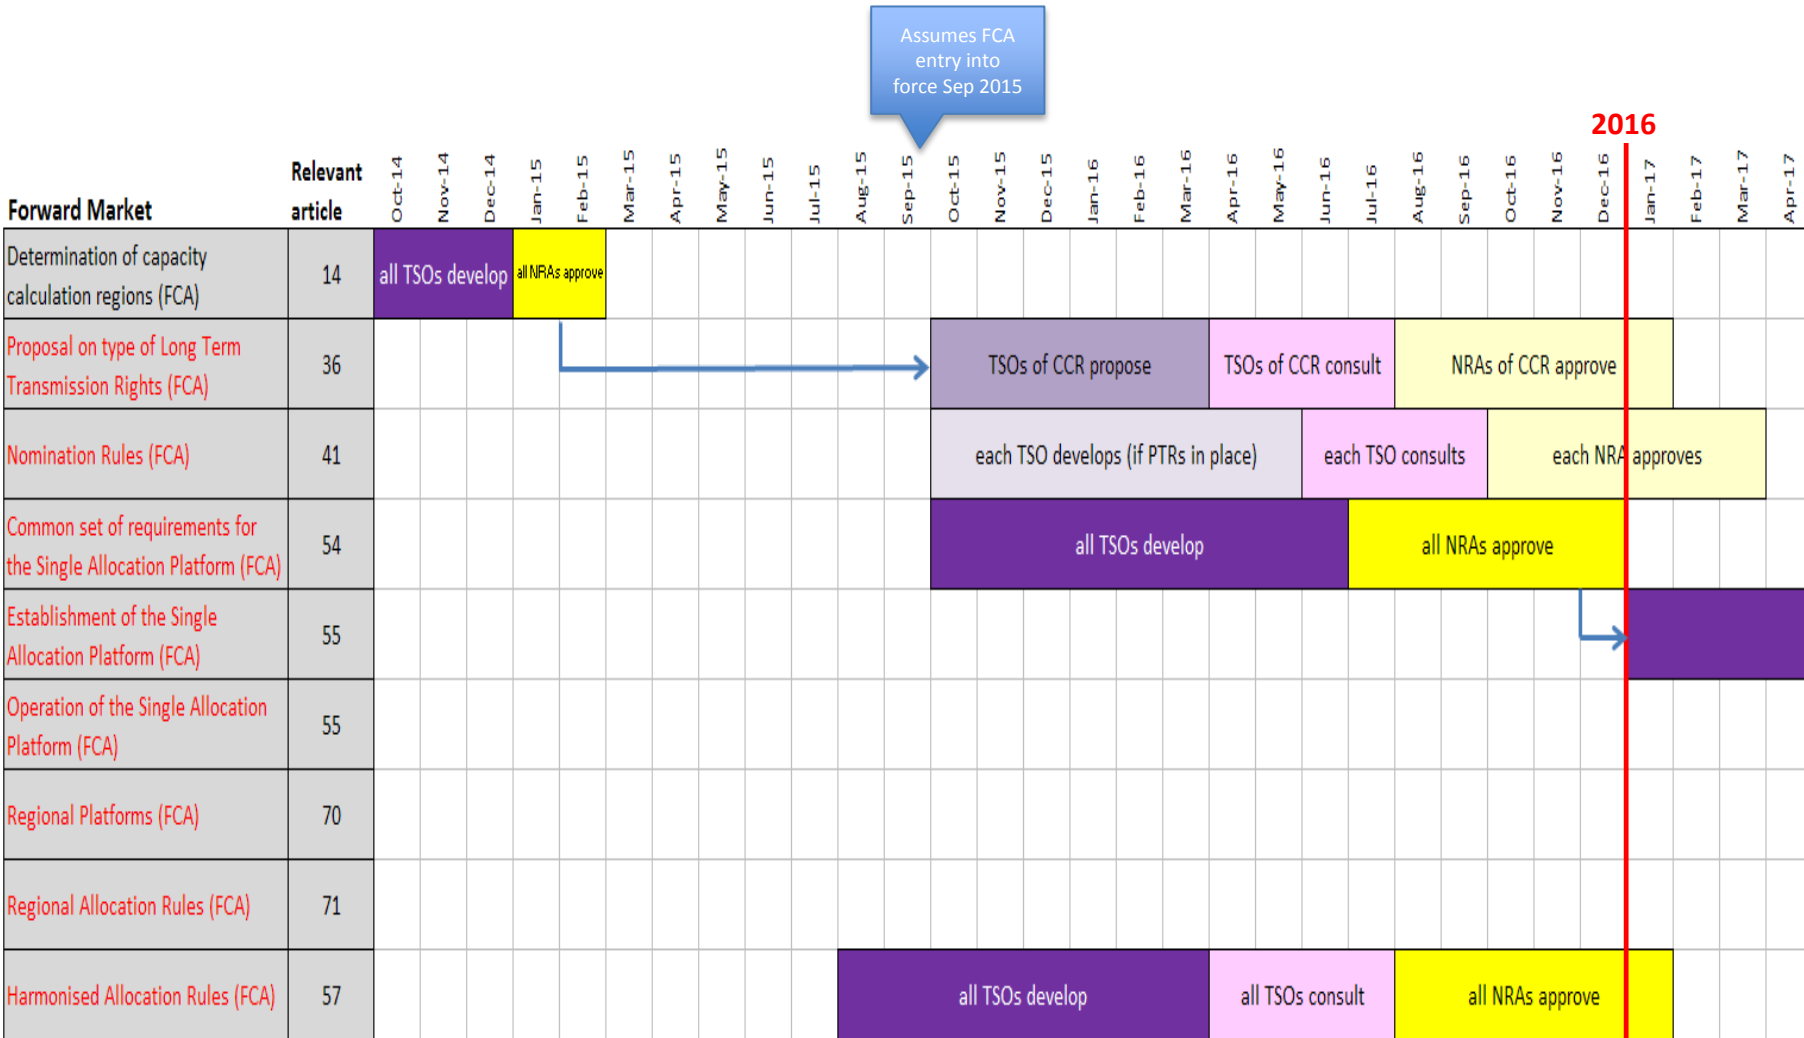 Assumes FCA
entry into
force Sep 2015
2016
Forward Market
Relevant
article
Oct-14
Nov-14
Dec-14
Jan-15
Feb-15
Mar-15
Apr-15
May-15
Jun-15
Jul-15
Aug-15
Sep-15
Oct-15
Nov-15
Dec-15
Jan-16
Feb-16
Mar-16
Apr-16
May-16
Jun-16
Jul-16
Aug-16
Sep-16
Oct-16
Nov-16
Dec-16
Jan-17
Feb-17
Mar-17
Apr-17
Determination of capacity
calculation regions (FCA)
14
all TSOs develop
all NRAs approve
Proposal on type of Long Term
Transmission Rights (FCA)
36
TSOs of CCR propose
TSOs of CCR consult
NRAs of CCR approve
Nomination Rules (FCA)
41
each TSO develops (if PTRs in place)
each TSO consults
each NRA approves
Common set of requirements for
the Single Allocation Platform (FCA)
54
all TSOs develop
all NRAs approve
Establishment of the Single
Allocation Platform (FCA)
55
Operation of the Single Allocation
Platform (FCA)
55
Regional Platforms (FCA)
70
Regional Allocation Rules (FCA)
71
Harmonised Allocation Rules (FCA)
57
all TSOs develop
all TSOs consult
all NRAs approve